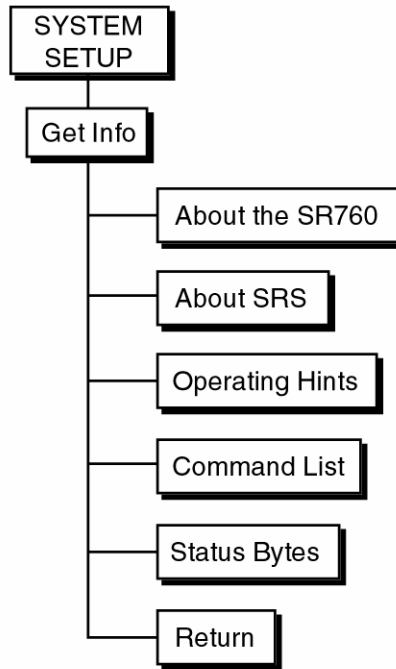 SYSTEM
SETUP
Get Info
About the SR760
About SRS
Operating Hints
Command List
Status Bytes
Return